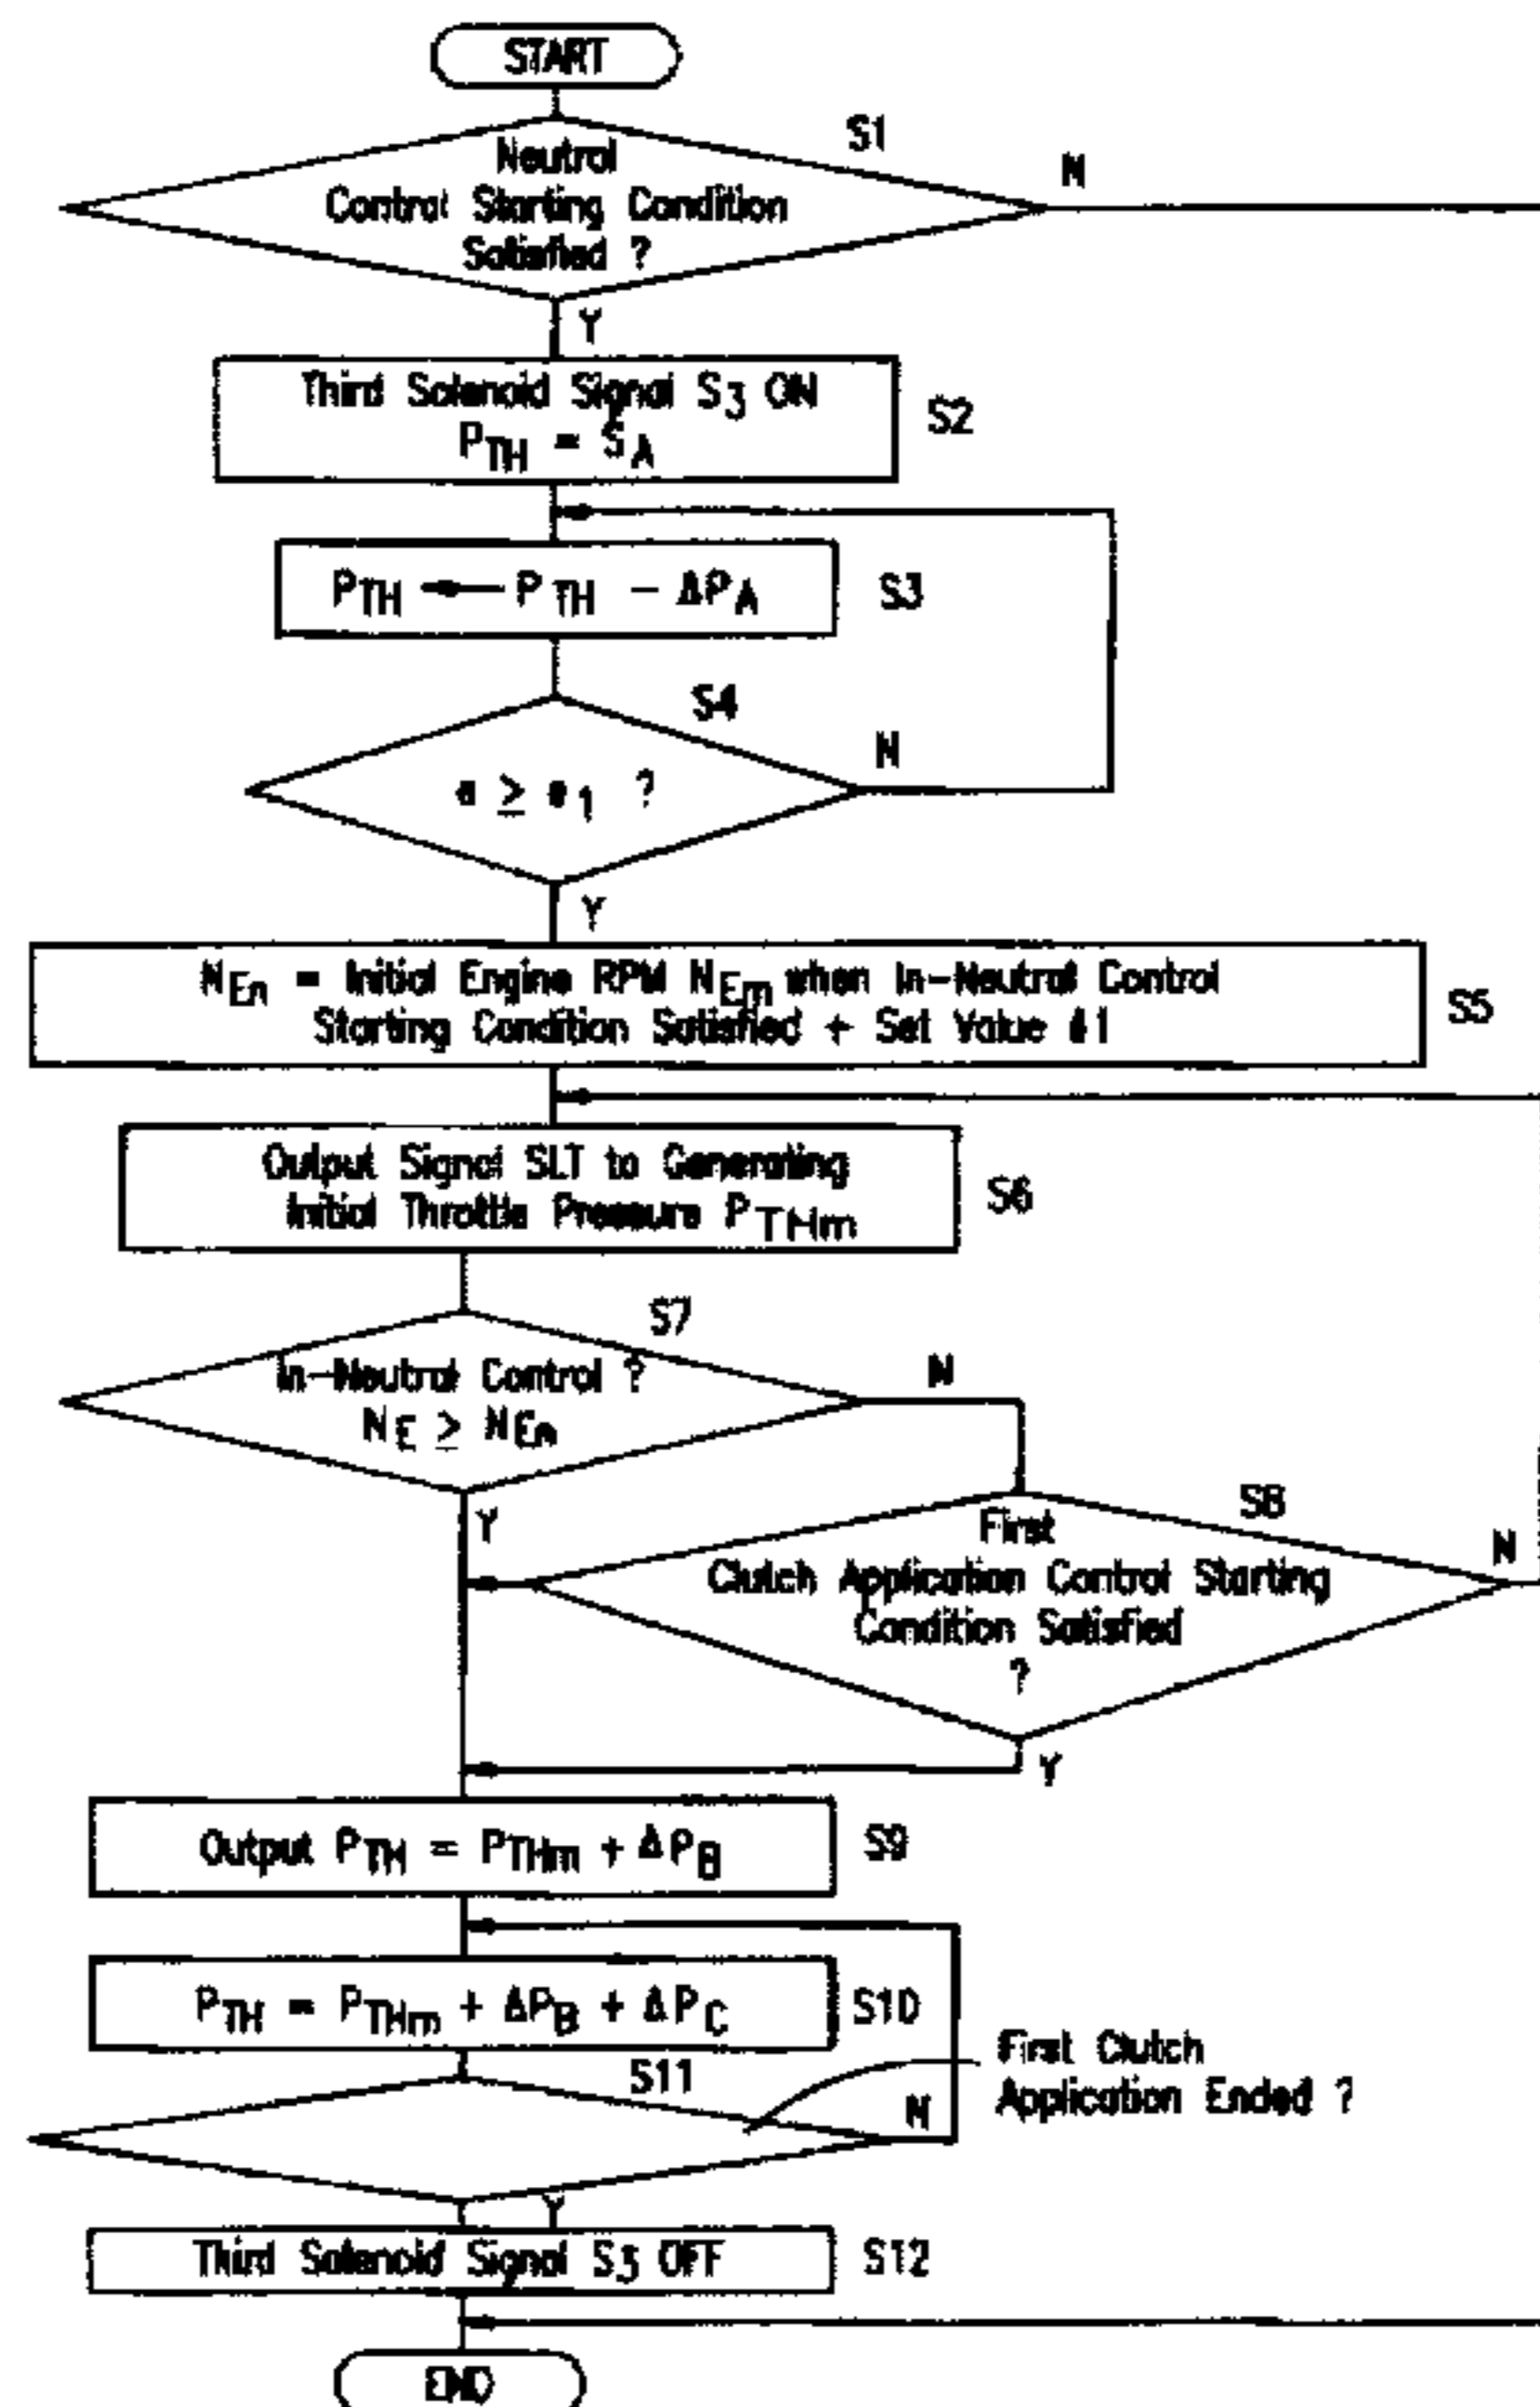 START
S1
Neutral
N
Control Starting Condition
Satisfied ?
Y
Third Solenoid Signal S3 ON
PTH = SA
S2
PTH ← PTH - ΔPA
S3
S4
N
e ≥ e1 ?
Y
NEn = Initial Engine RPM NEm when In-Neutral Control
Starting Condition Satisfied + Set Value #1
S5
Output Signal SLT to Generating
Initial Throttle Pressure PTHm
S6
S7
In-Neutral Control ?
N
NE ≥ NEn
Y
S8
First
N
Clutch Application Control Starting
Condition Satisfied
?
Y
Output PTH = PTHm + ΔPB
S9
PTH = PTHm + ΔPB + ΔPC
S10
S11
First Clutch
Application Ended ?
N
Y
Third Solenoid Signal S3 OFF
S12
END